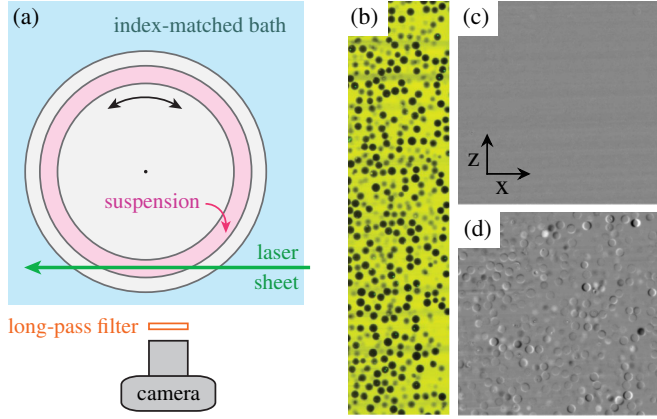 (a)
index-matched bath
suspension
laser
sheet
long-pass filter
camera
(b)
(c)
z
x
(d)